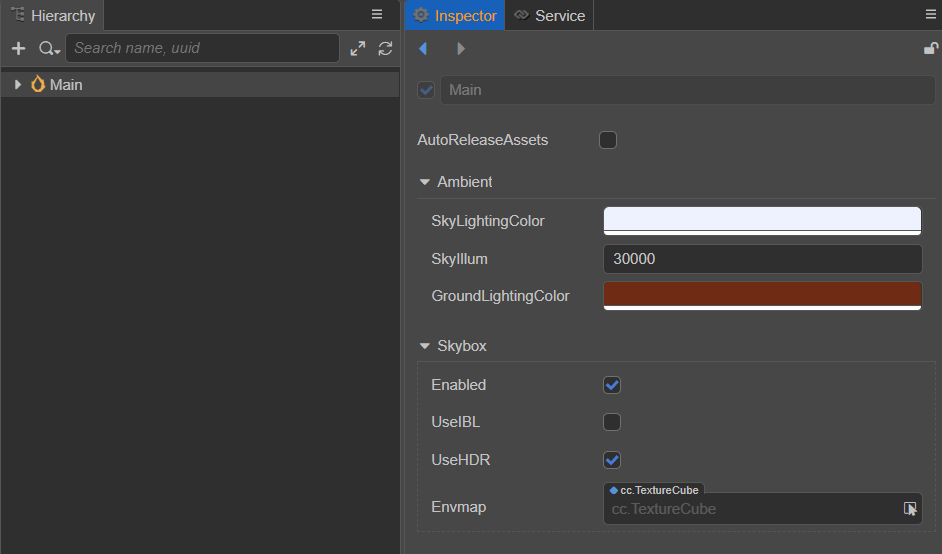 Hierarchy
Search name, uuid
Main
Inspector
Service
Main
AutoReleaseAssets
Ambient
SkyLightingColor
SkyIllum
30000
GroundLightingColor
Skybox
Enabled
UseIBL
UseHDR
Envmap
cc.TextureCube
cc.TextureCube